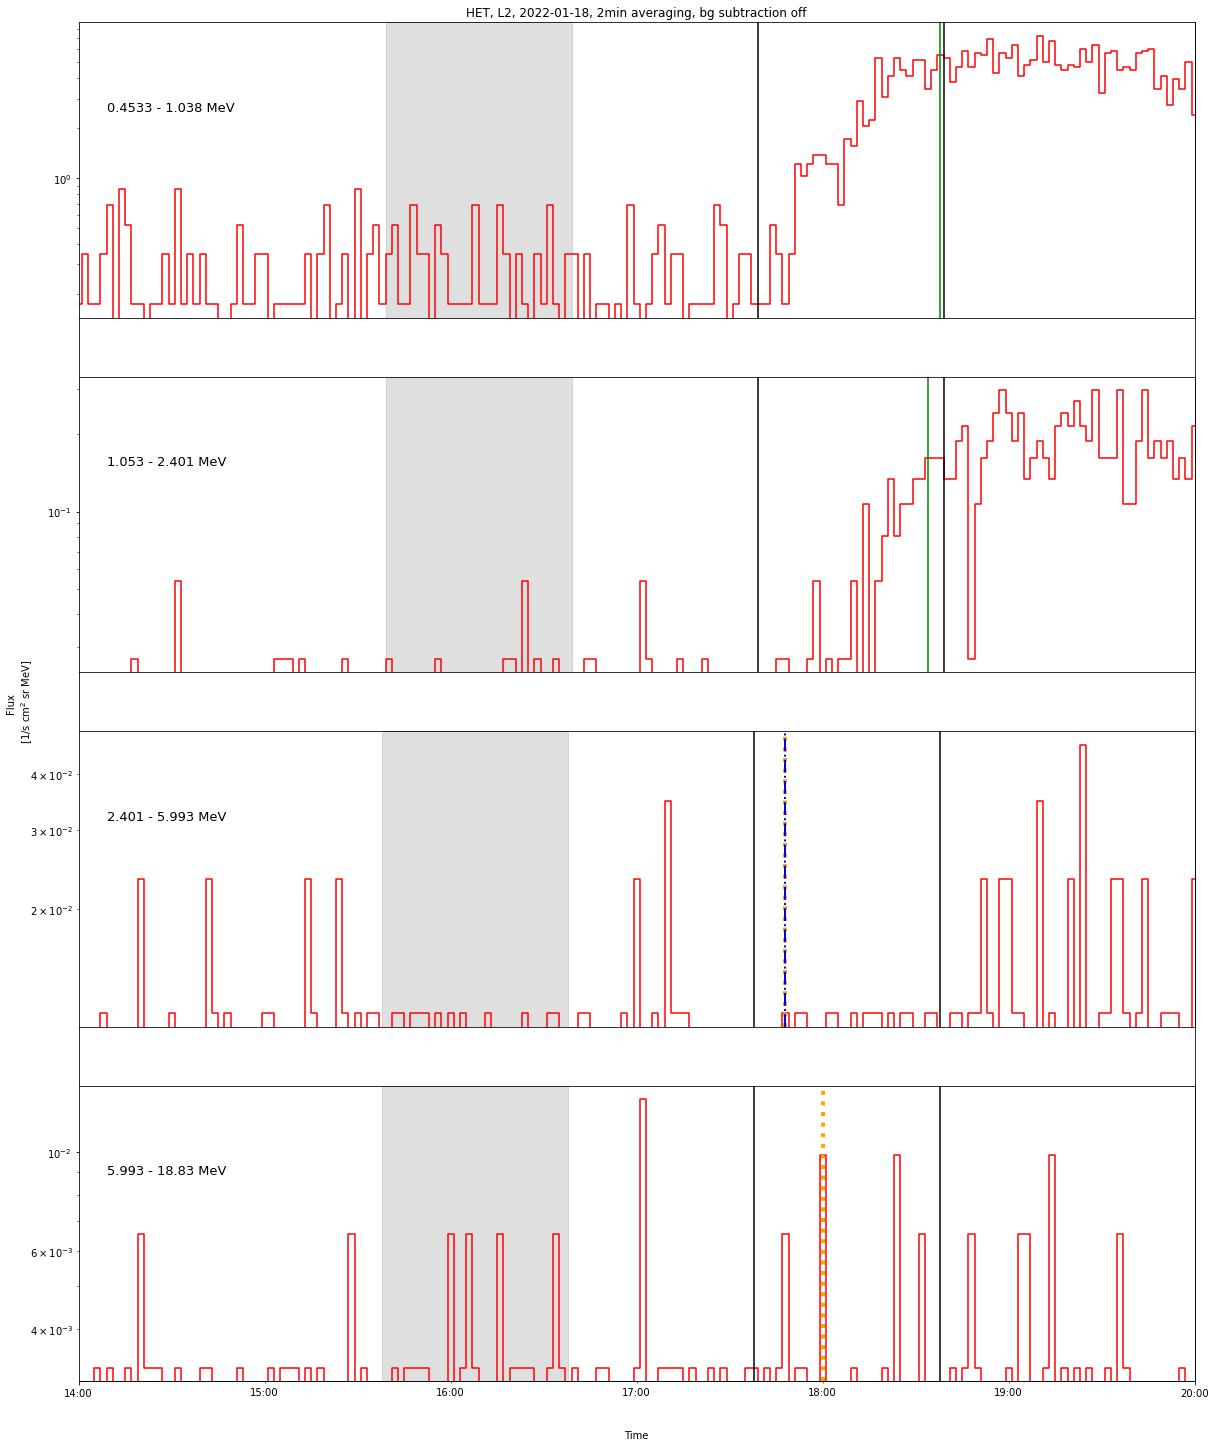 HET, L2, 2022-01-18, 2min averaging, bg subtraction off
0.4533 - 1.038 MeV
10⁰
1.053 - 2.401 MeV
10⁻¹
Flux
[1/s cm² sr MeV]
4 × 10⁻²
2.401 - 5.993 MeV
3 × 10⁻²
2 × 10⁻²
10⁻²
5.993 - 18.83 MeV
6 × 10⁻³
4 × 10⁻³
14:00 15:00 16:00 17:00 18:00 19:00 20:00
Time